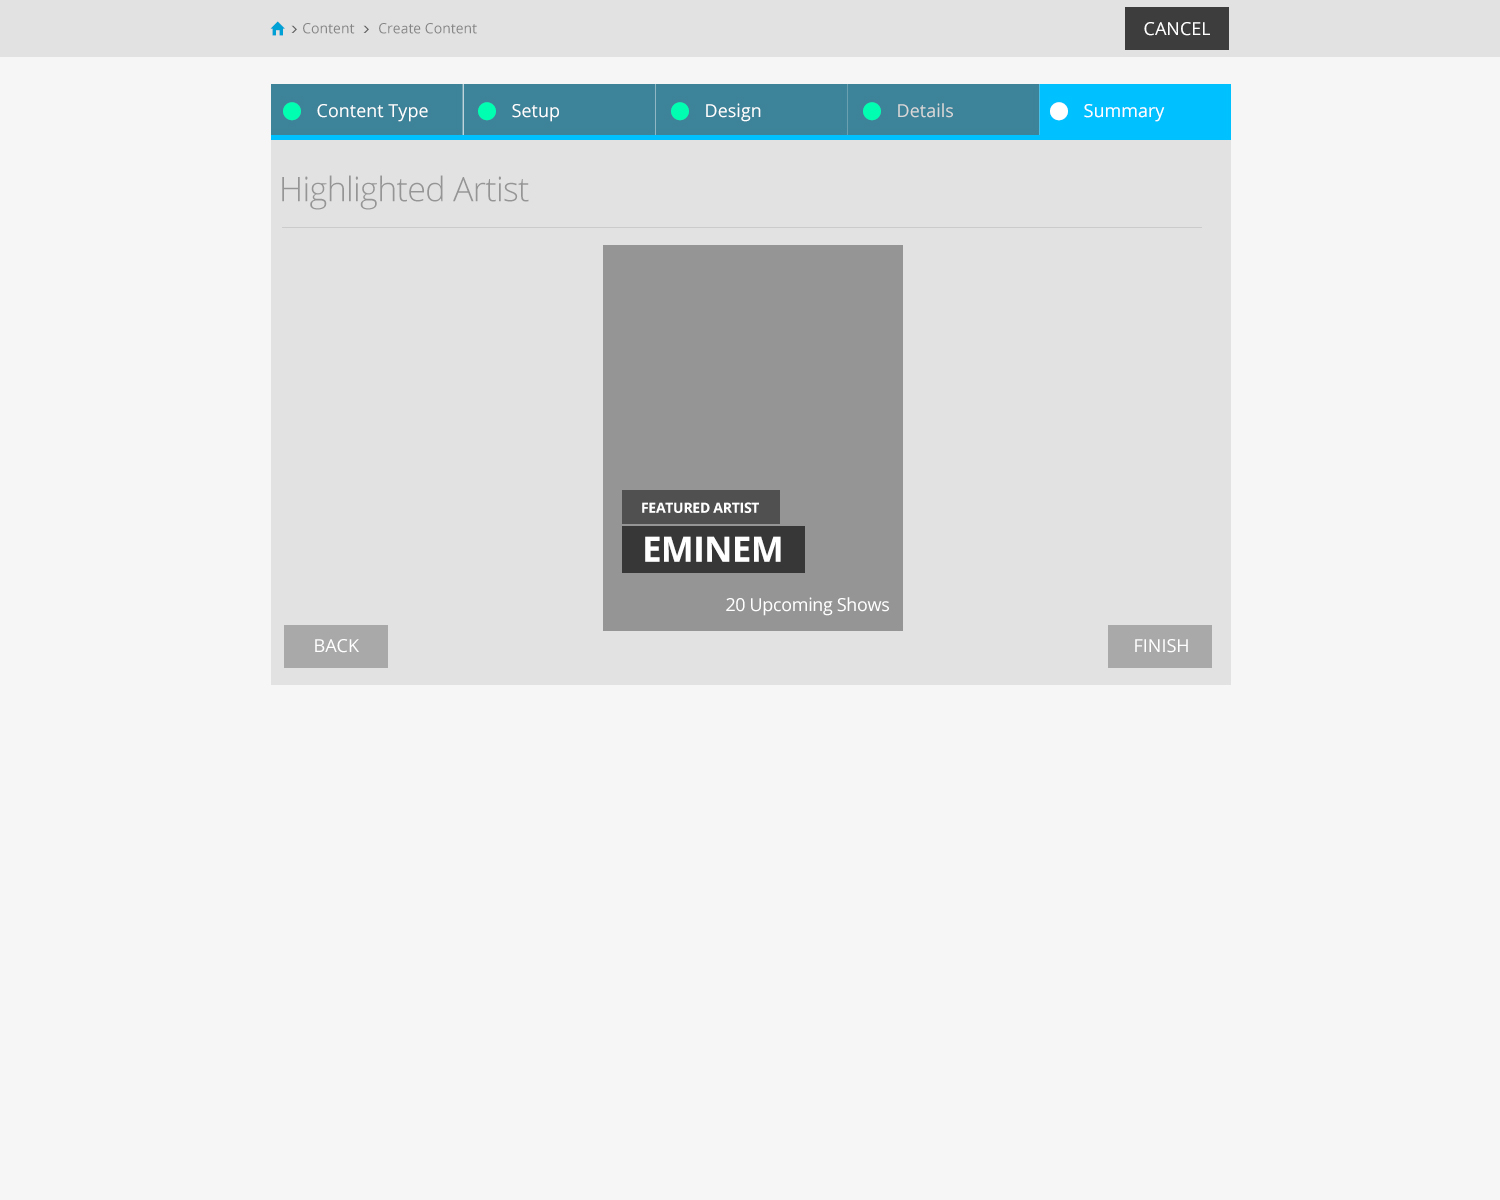 Content Create Content
CANCEL
Content Type Setup Design Details Summary
Highlighted Artist
FEATURED ARTIST
EMINEM
20 Upcoming Shows
BACK FINISH